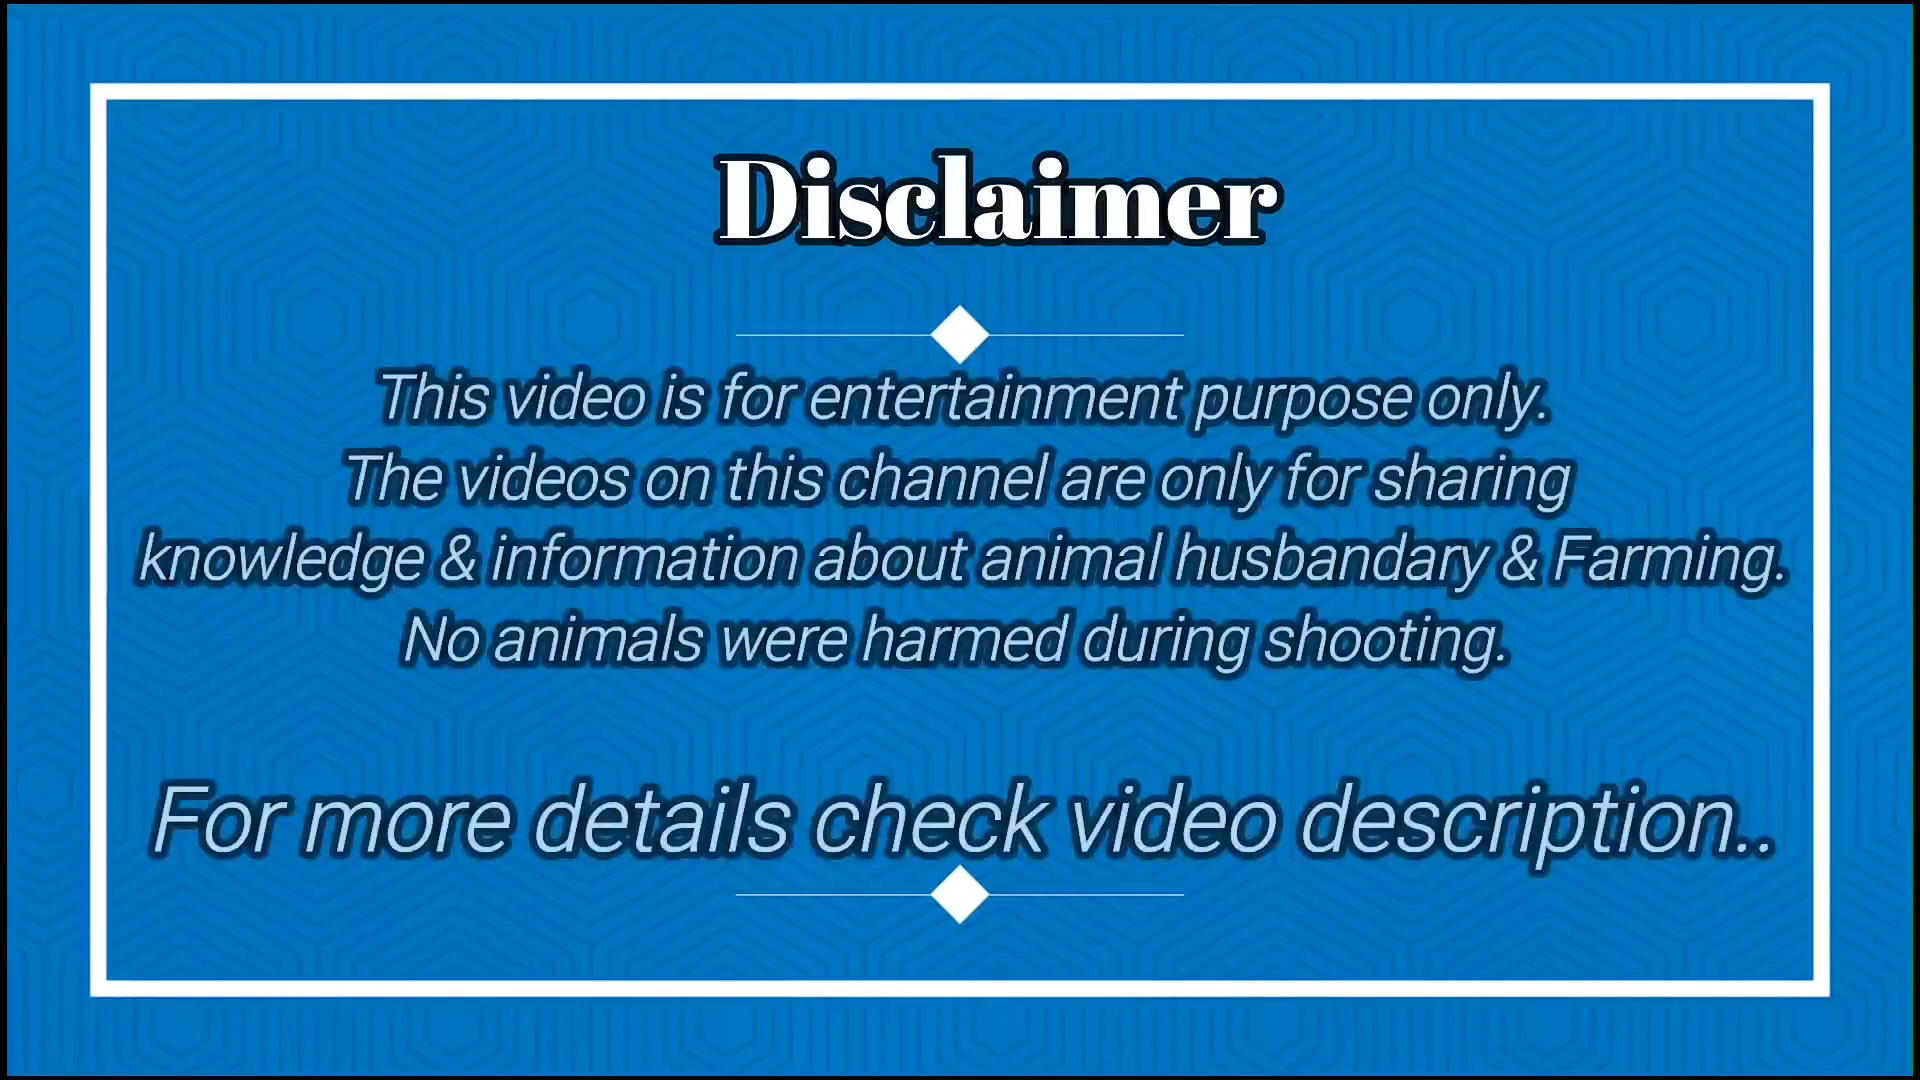 Disclaimer
This video is for entertainment purpose only.
The videos on this channel are only for sharing
knowledge & information about animal husbandary & Farming.
No animals were harmed during shooting.
For more details check video description..